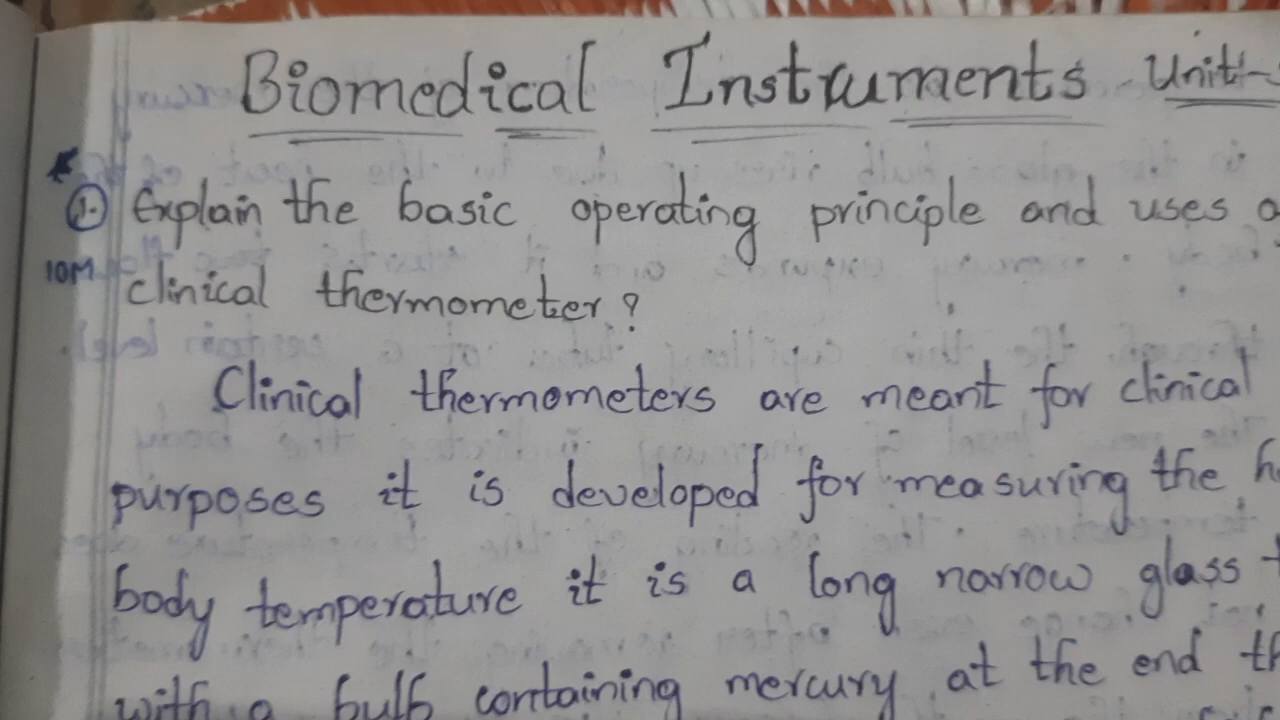 Biomedical Instruments Unit-
1. Explain the basic operating principle and uses
10M clinical thermometer?
Clinical thermometers are meant for clinical
purposes it is developed for measuring the
body temperature it is a long narrow glass
with a bulb containing mercury at the end